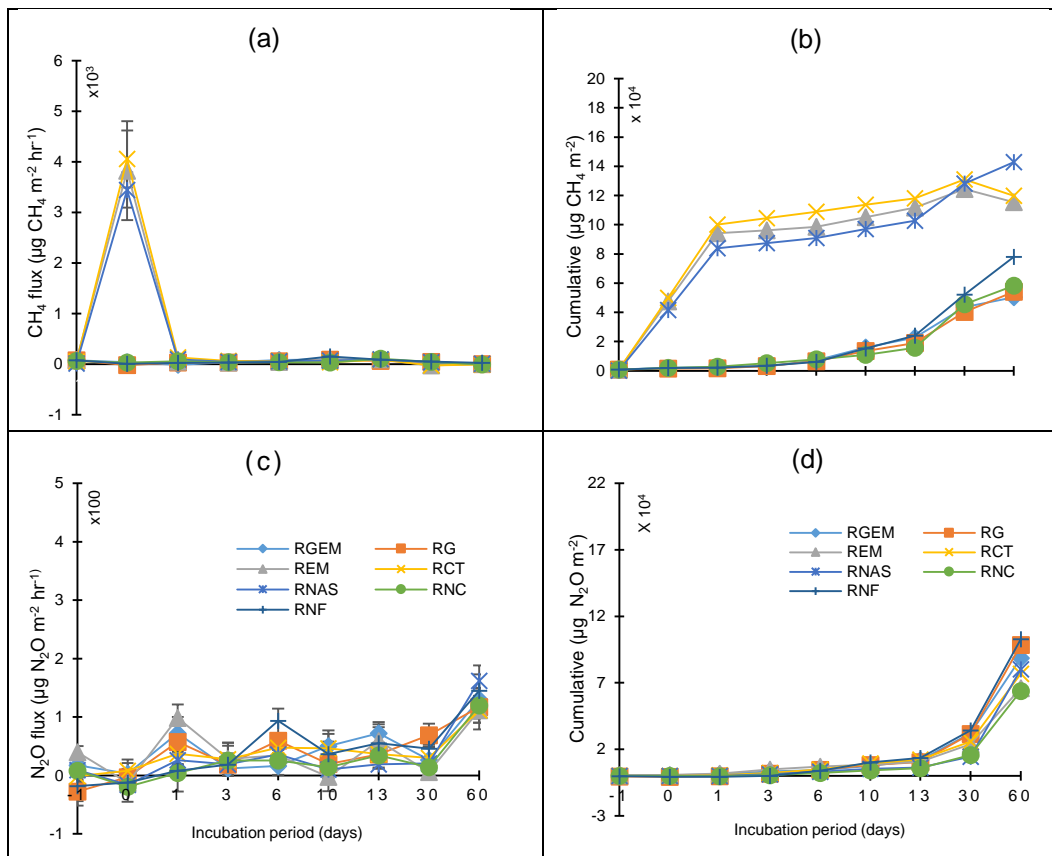 (a)
x10³
6
5
4
3
2
1
0
-1
CH₄ flux (µg CH₄ m⁻² hr⁻¹)
(b)
x 10⁴
20
18
16
14
12
10
8
6
4
2
0
Cumulative (µg CH₄ m⁻²)
(c)
x100
5
4
3
2
1
0
-1
N₂O flux (µg N₂O m⁻² hr⁻¹)
RGEM RG
REM RCT
RNAS RNC
RNF
-1 0 1 3 6 10 13 30 60
Incubation period (days)
(d)
X 10⁴
22
17
12
7
2
-3
Cumulative (µg N₂O m⁻²)
RGEM RG
REM RCT
RNAS RNC
RNF
-1 0 1 3 6 10 13 30 60
Incubation period (days)